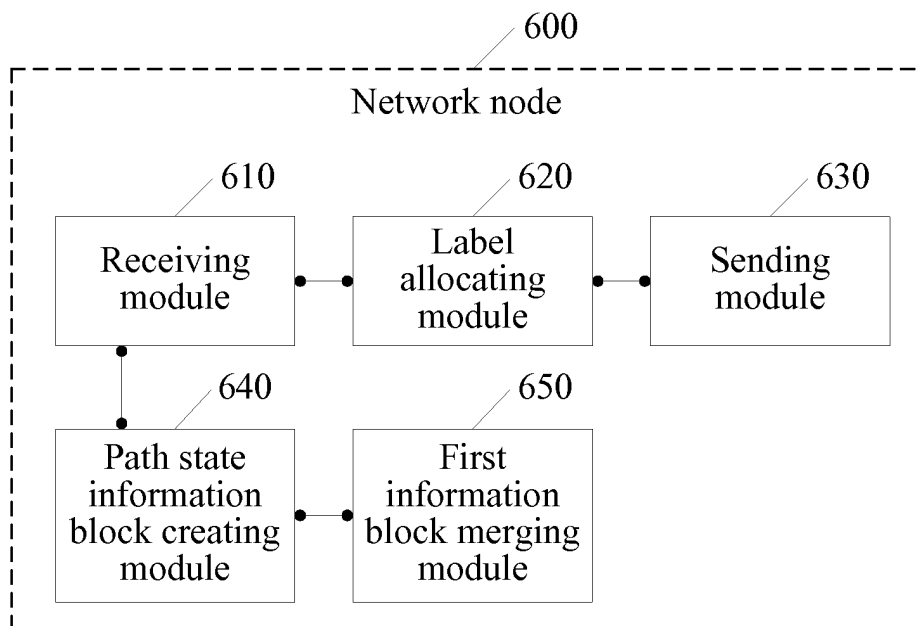 600
Network node
610
620
630
Receiving
module
Label
allocating
module
Sending
module
640
650
Path state
information
block creating
module
First
information
block merging
module